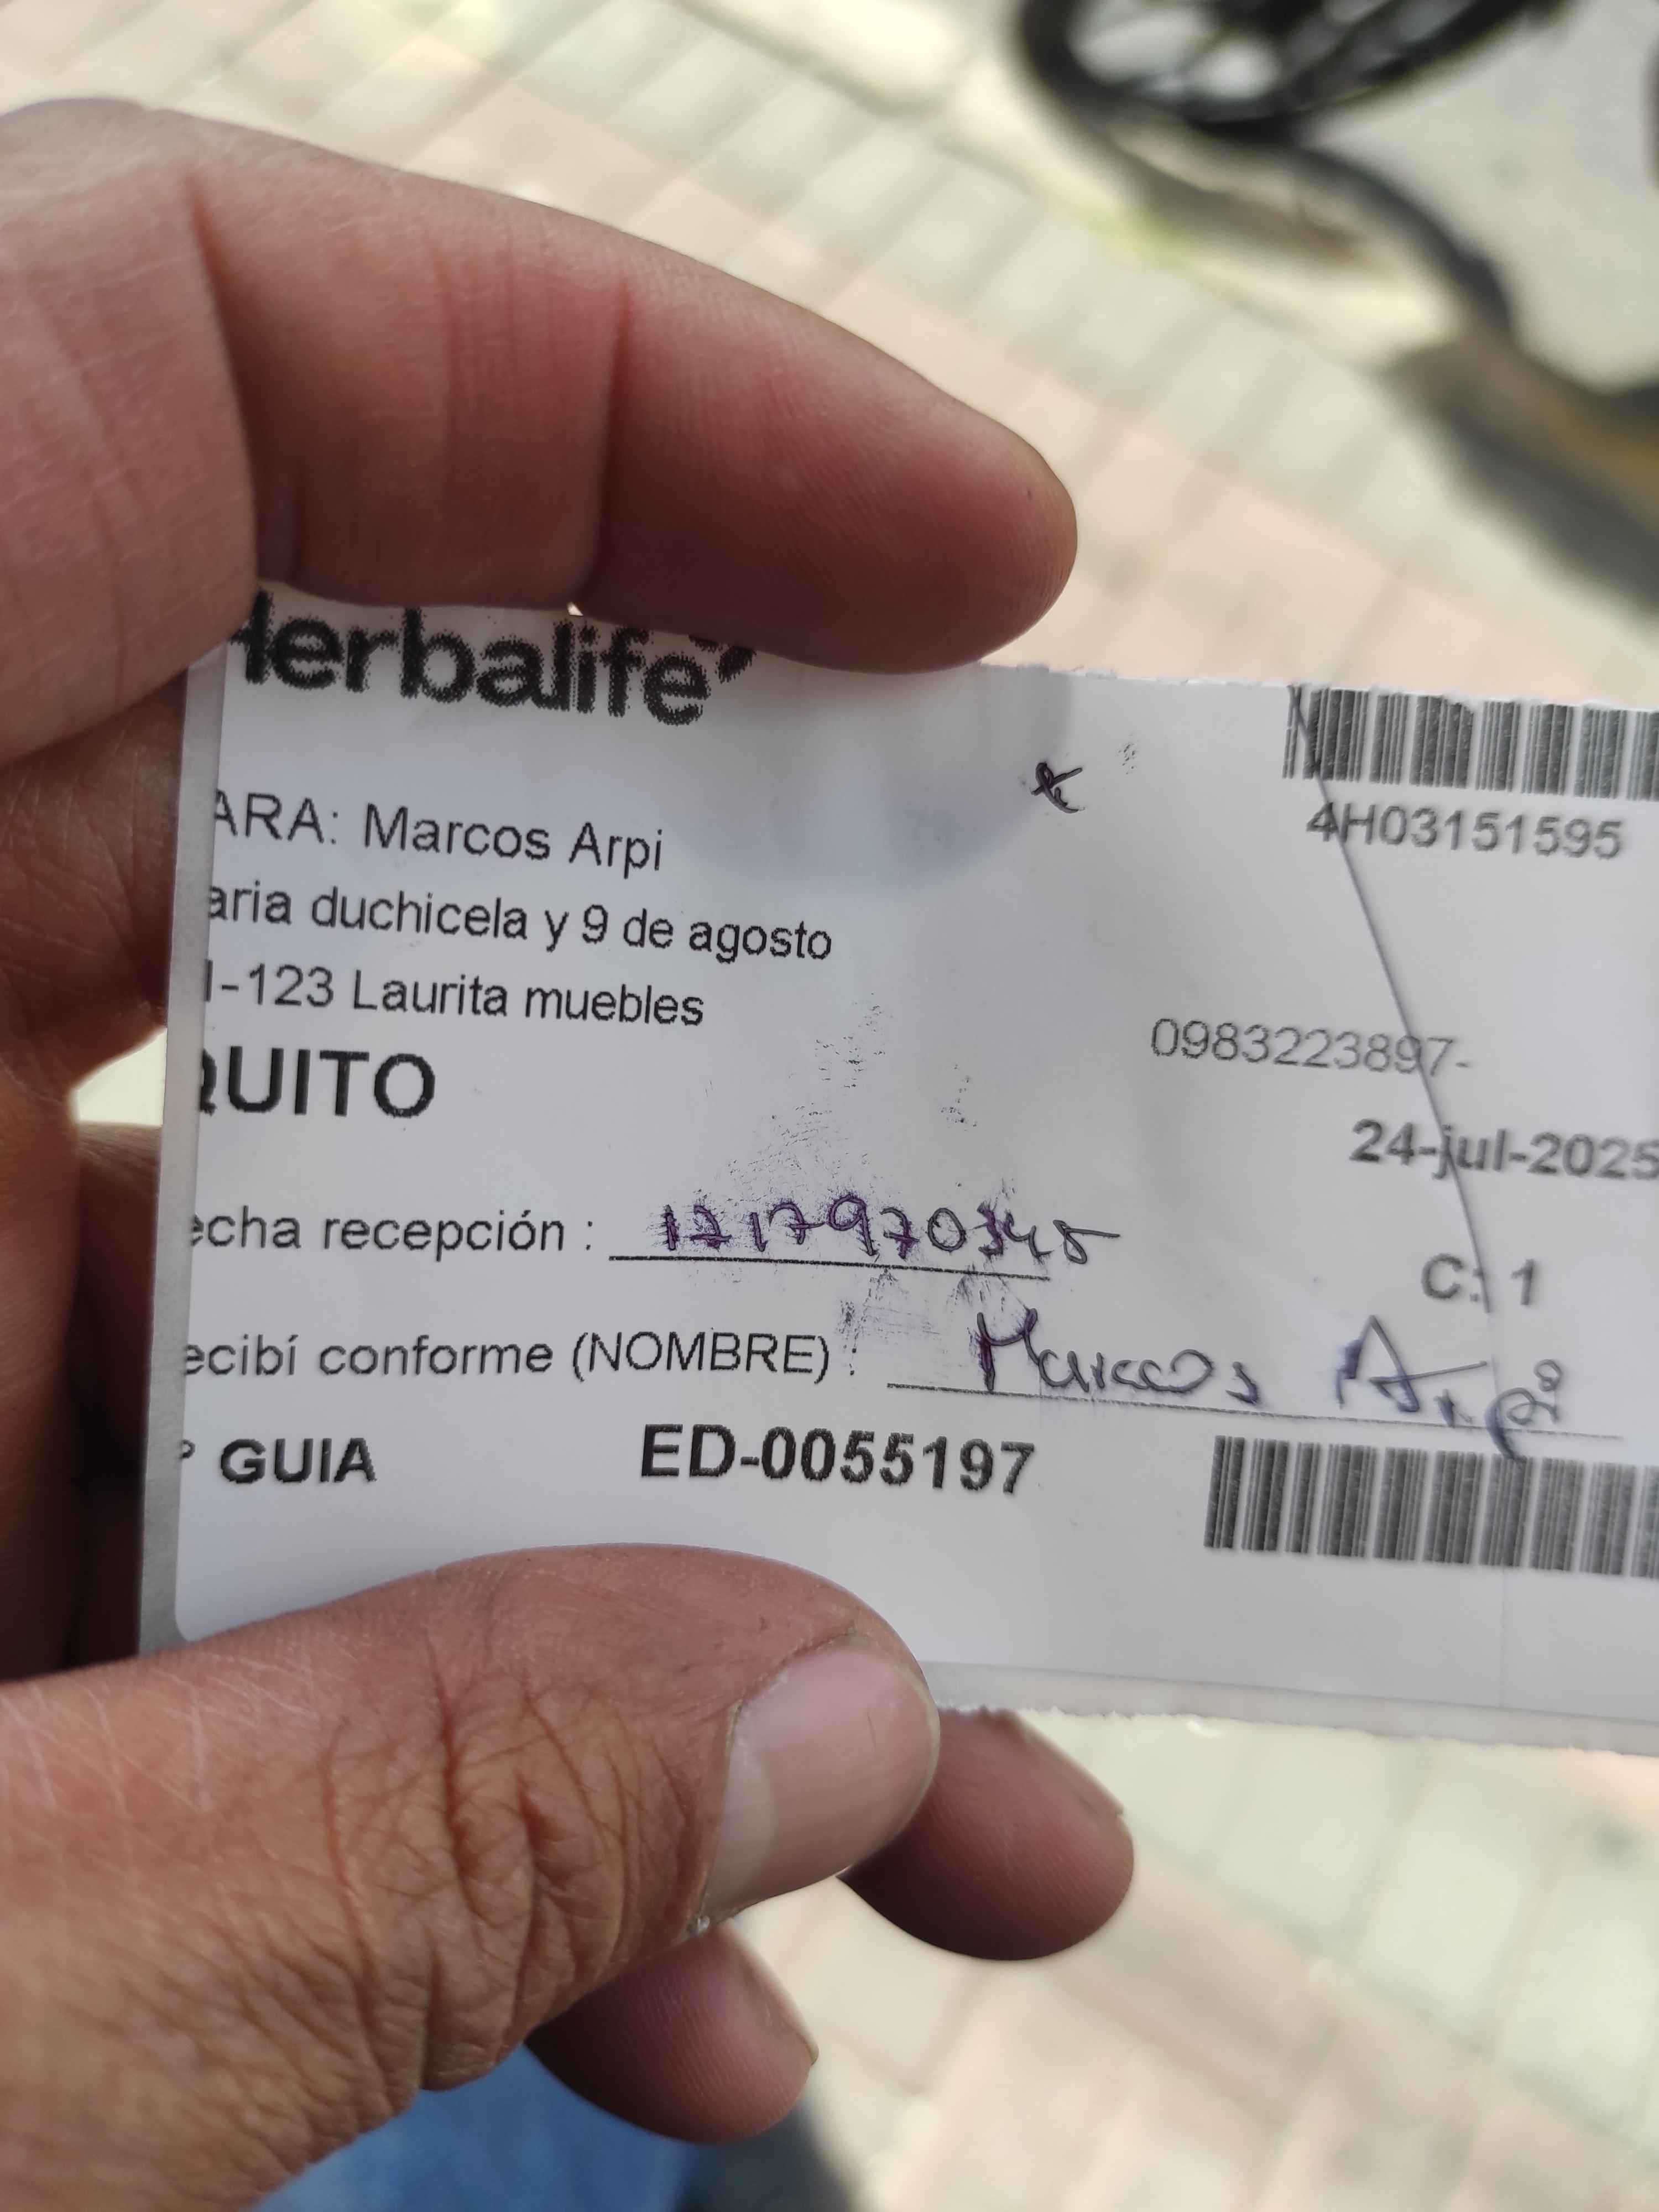 Herbalife
4H03151595
ARA: Marcos Arpi
aria duchicela y 9 de agosto
I-123 Laurita muebles
0983223897-
QUITO
24-jul-2025
echa recepción : 1717970345
C: 1
ecibí conforme (NOMBRE) : Marcos Arpi
° GUIA ED-0055197